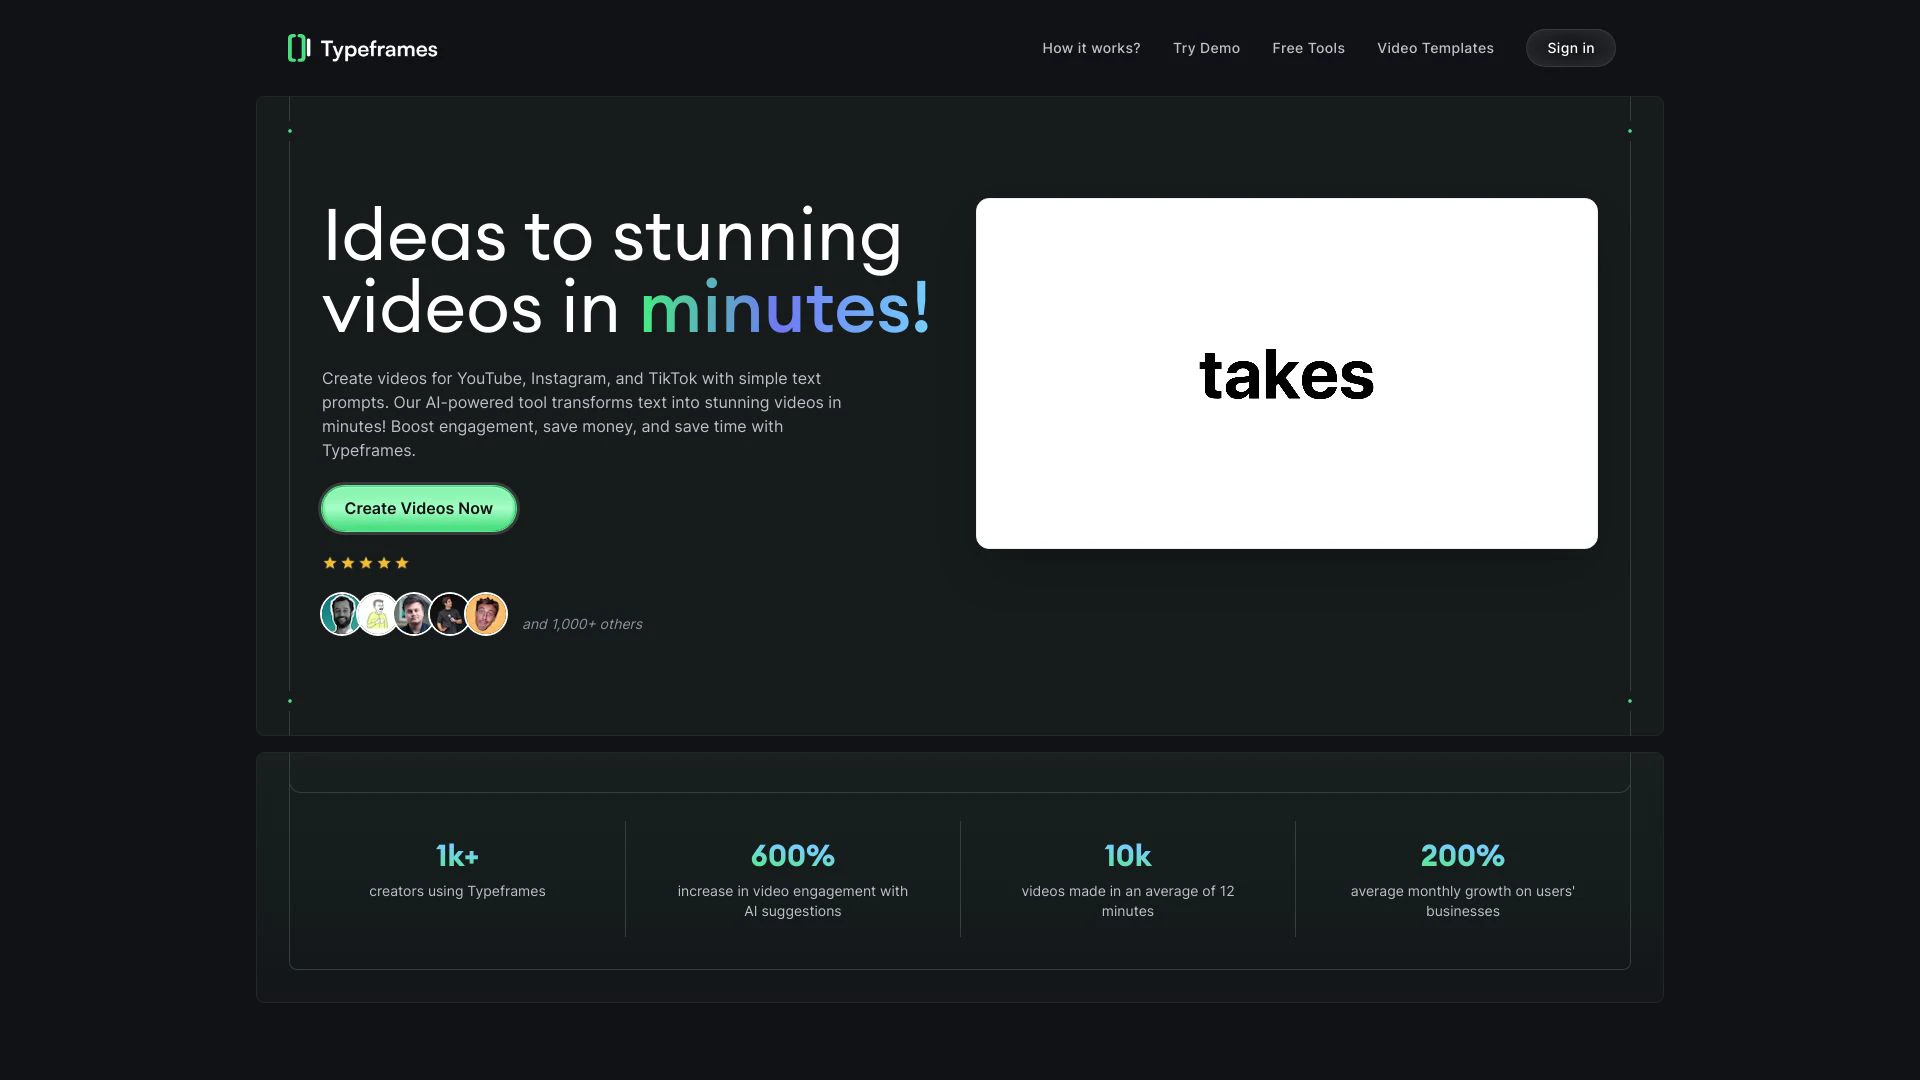 Typeframes
How it works?
Try Demo
Free Tools
Video Templates
Sign in
Ideas to stunning
videos in minutes!
Create videos for YouTube, Instagram, and TikTok with simple text
prompts. Our AI-powered tool transforms text into stunning videos in
minutes! Boost engagement, save money, and save time with
Typeframes.
takes
Create Videos Now
and 1,000+ others
1k+
creators using Typeframes
600%
increase in video engagement with
AI suggestions
10k
videos made in an average of 12
minutes
200%
average monthly growth on users'
businesses